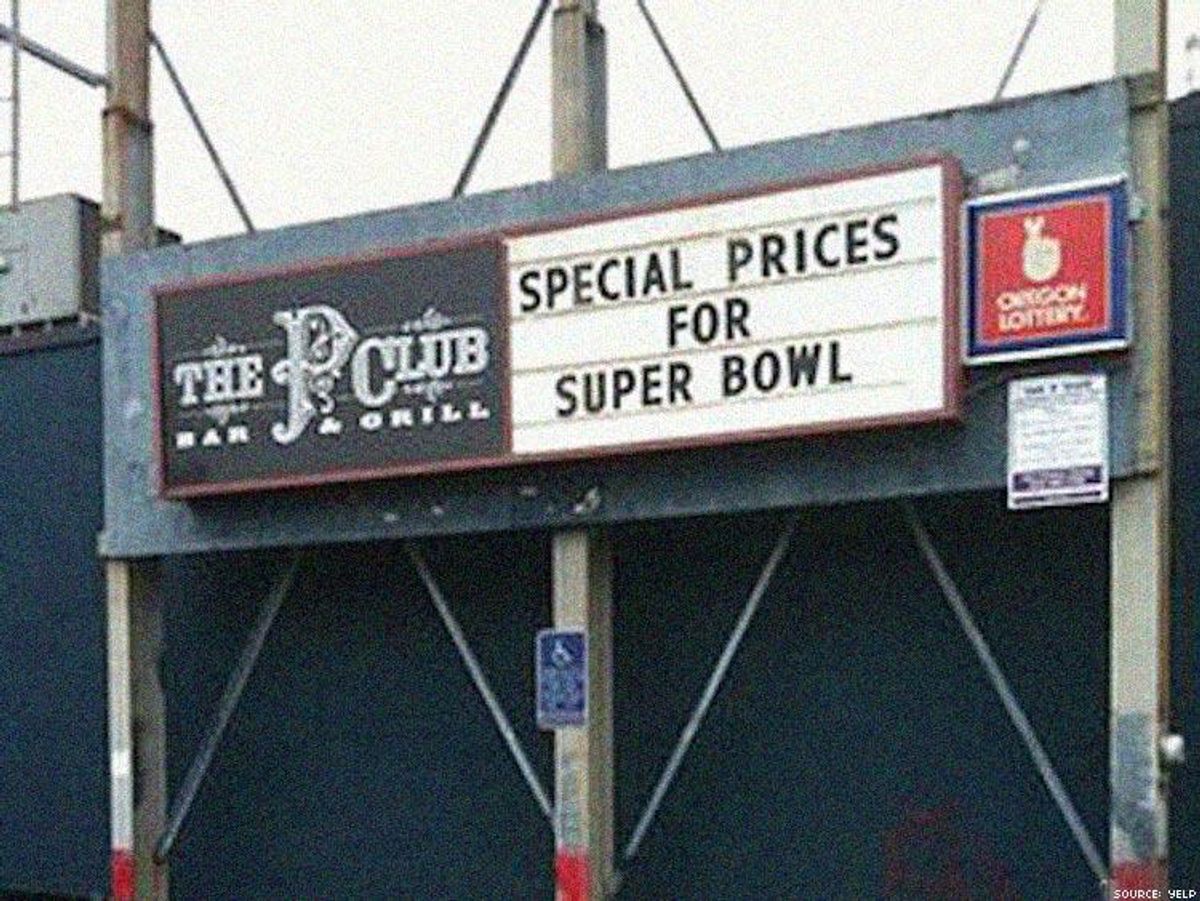 THE P CLUB
BAR & GRILL
SPECIAL PRICES
FOR
SUPER BOWL
OREGON
LOTTERY
SOURCE: YELP